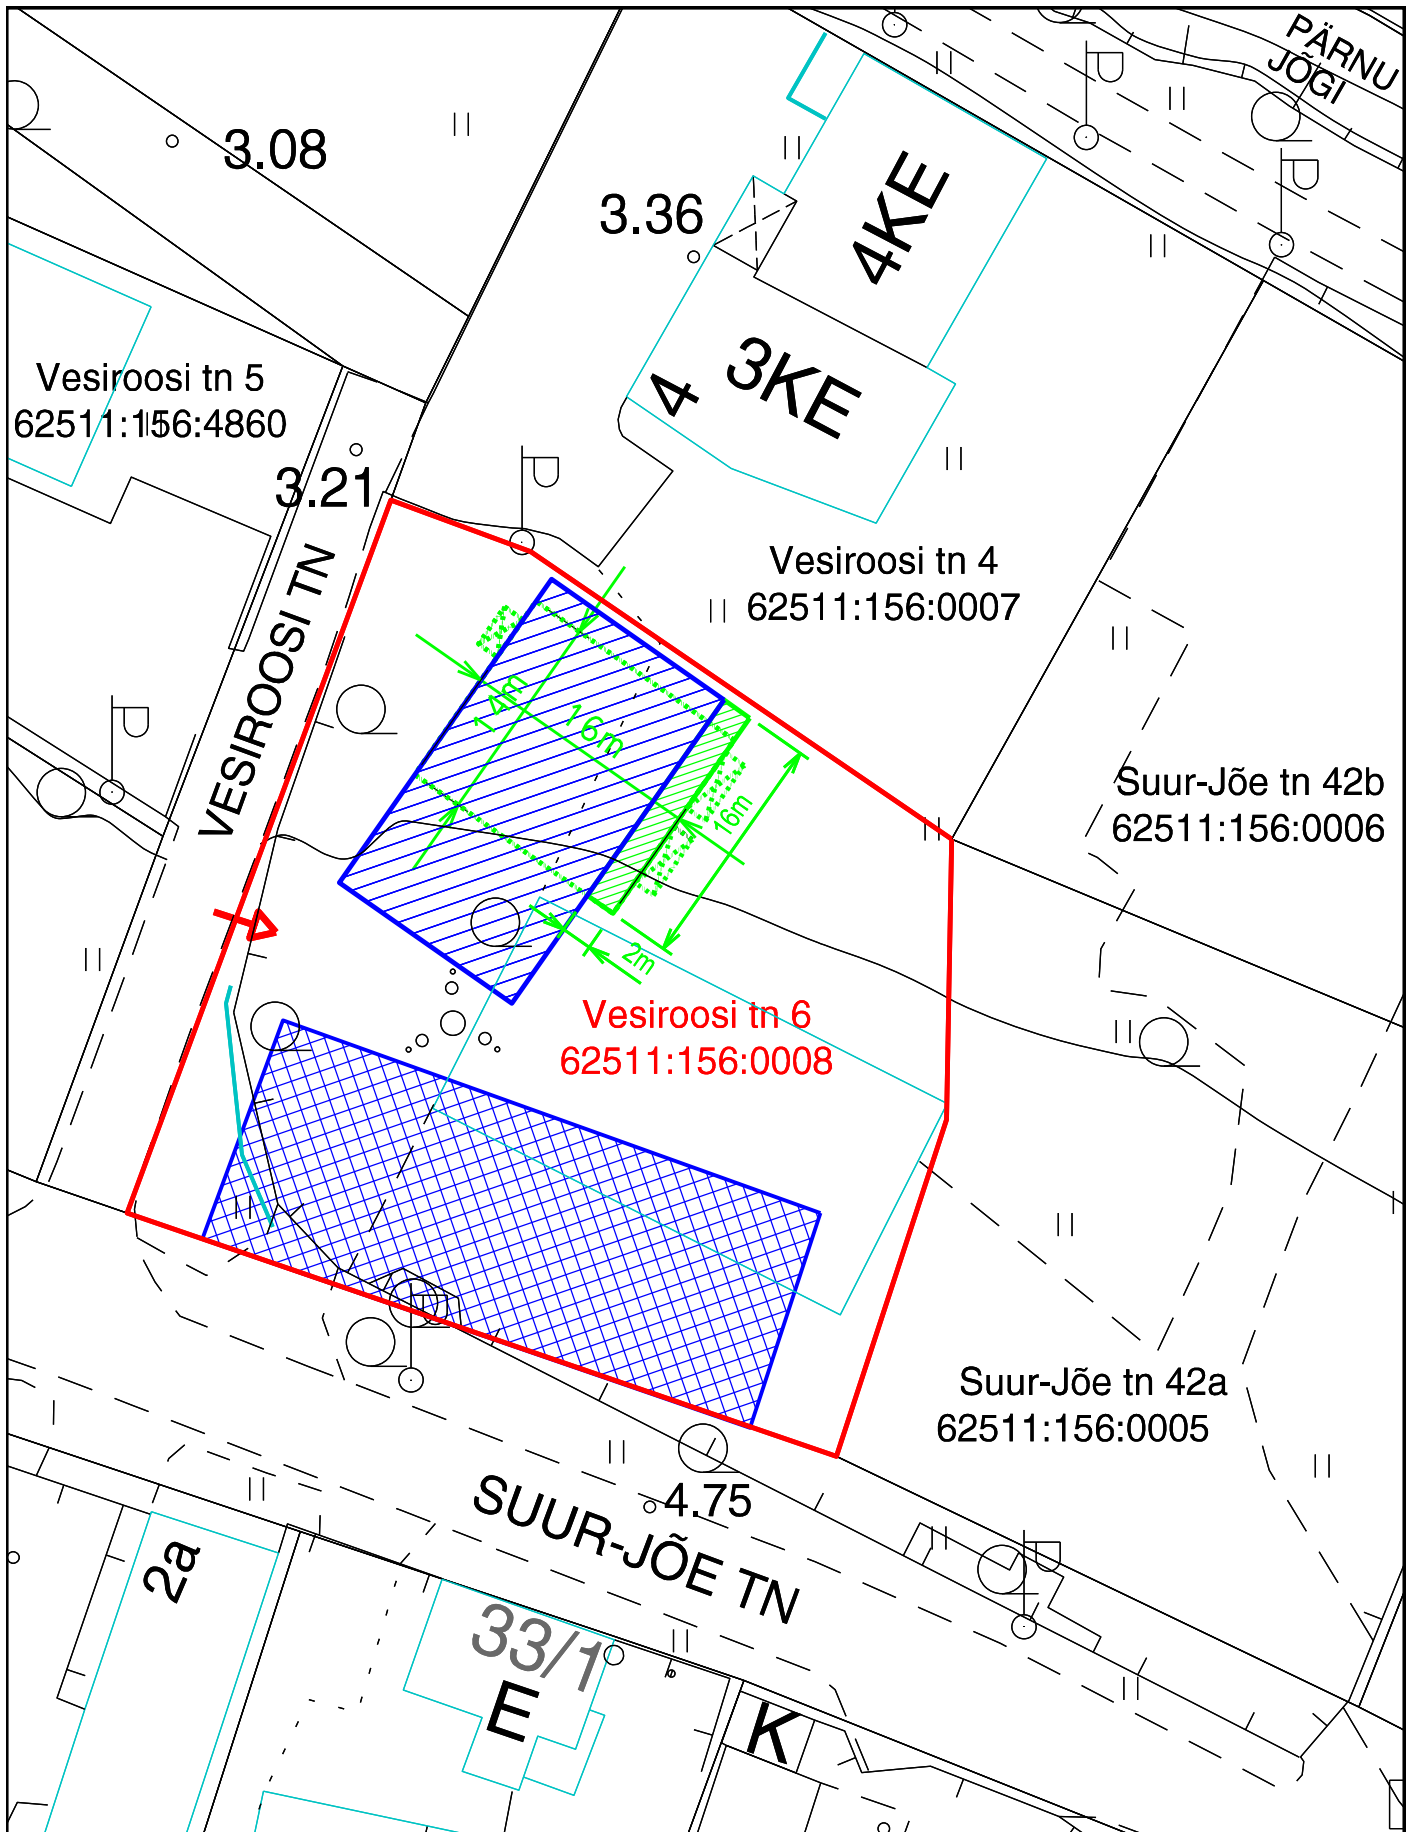 PÄRNU
JÕGI
3.08
3.36
4KE
3KE
4
Vesiroosi tn 5
62511:156:4860
3.21
VESIROOSI TN
Vesiroosi tn 4
62511:156:0007
14m
16m
16m
2m
Suur-Jõe tn 42b
62511:156:0006
Vesiroosi tn 6
62511:156:0008
Suur-Jõe tn 42a
62511:156:0005
4.75
SUUR-JÕE TN
2a
33/1
E
K